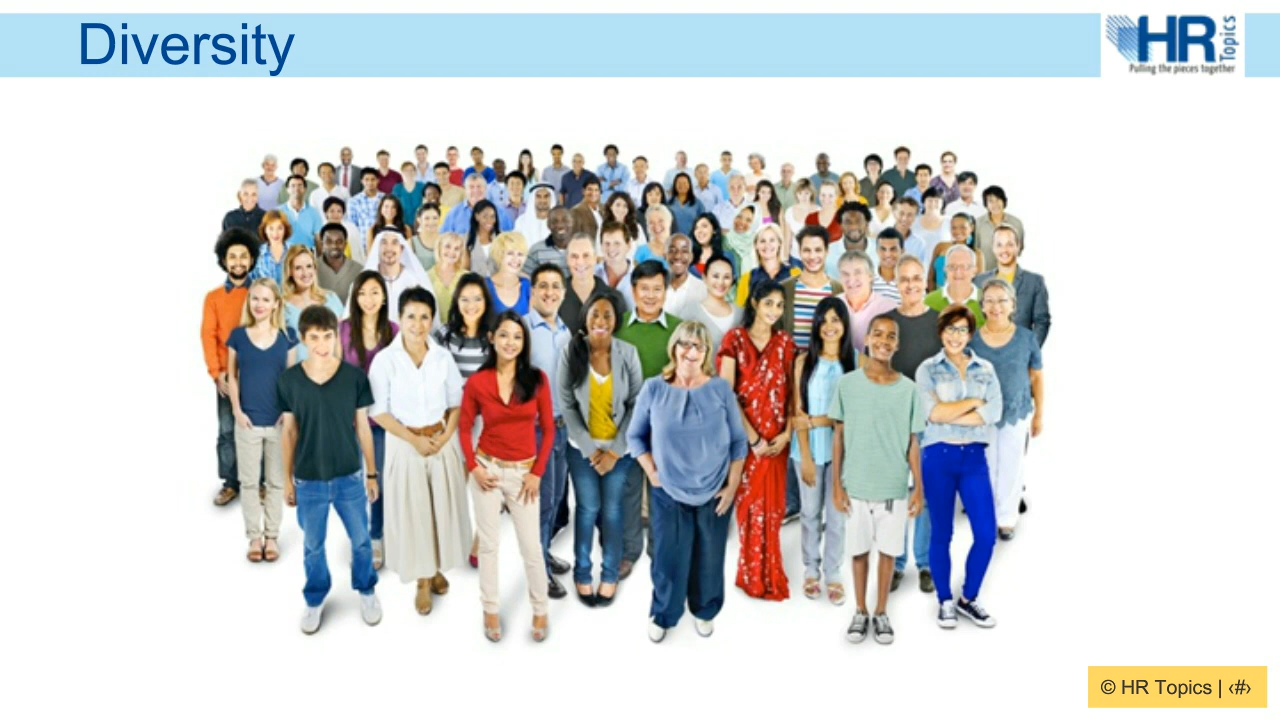 Diversity
HR
Topics
Pulling the pieces together
© HR Topics | ‹#›